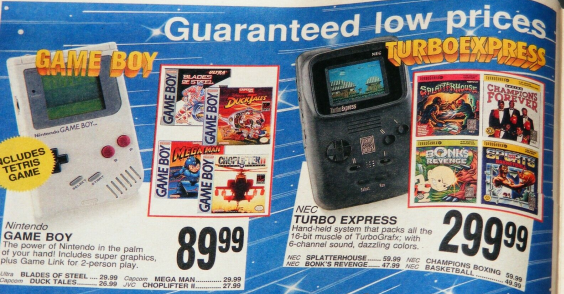 Guaranteed low prices
GAME BOY
TURBOEXPRESS
NEC
Nintendo GAME BOY
TurboExpress
GAME BOY
ULTRA
BLADES OF STEEL
GAME BOY
DUCKTALES
GAME BOY
MEGA MAN
GAME BOY
CHOPLIFTER II
SPLATTERHOUSE
CHAMPIONS FOREVER
BONK'S REVENGE
SPORTS
INCLUDES
TETRIS
GAME
Nintendo
GAME BOY
The power of Nintendo in the palm
of your hand! Includes super graphics,
plus Game Link for 2-person play.
89 99
Ultra BLADES OF STEEL .... 29.99
Capcom DUCK TALES ........ 29.99
Capcom MEGA MAN ........... 29.99
JVC CHOPLIFTER II ........ 27.99
NEC
TURBO EXPRESS
Hand-held system that packs all the
16-bit muscle of TurboGrafx; with
6-channel sound, dazzling colors.
299 99
NEC SPLATTERHOUSE ...... 59.99
NEC BONK'S REVENGE ..... 47.99
NEC CHAMPIONS BOXING 59.99
NEC BASKETBALL .......... 49.99